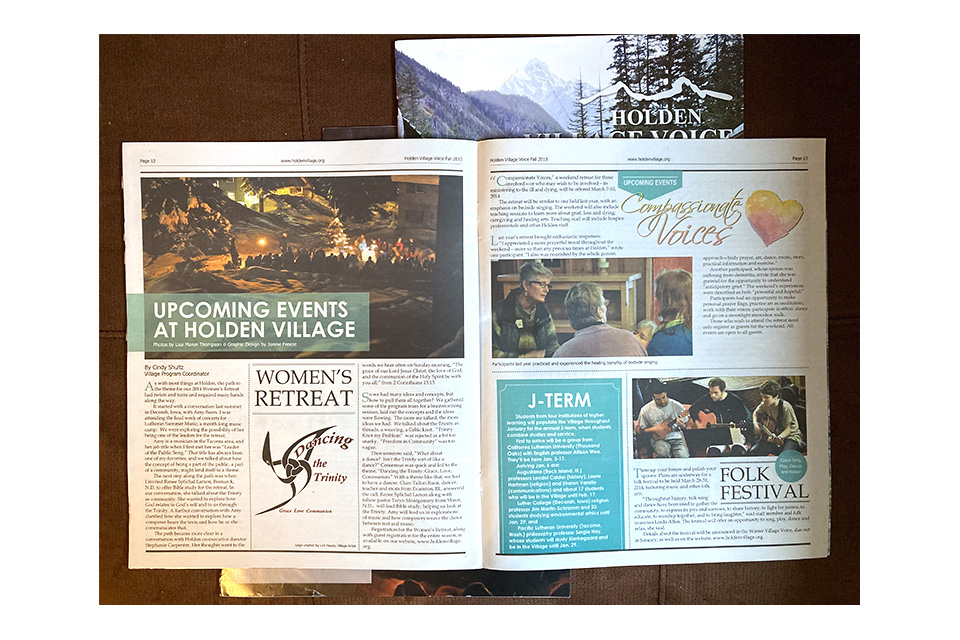 HOLDEN
VILLAGE VOICE
Page 12
www.holdenvillage.org
Holden Village Voice Fall 2013
UPCOMING EVENTS
AT HOLDEN VILLAGE
Photos by Lisa Maren Thompson & Graphic Design by Janine Freeze
By Cindy Shultz
Village Program Coordinator
As with most things at Holden, the path to
the theme for our 2014 Women's Retreat
had twists and turns and required many hands
along the way.
It started with a conversation last summer
in Decorah, Iowa, with Amy
attending the final week of concerts for
Lutheran Summer Music, a month-long music
camp. We were exploring the possibility of her
being one of the leaders for the retreat.
Amy is a musician in the Tacoma area, and
her job title when I first met her was "Leader
of the Public Song." That title has always been
of my favorites, and we talked about how
the concept of being a part of the public, a part
of a community, might lend itself to a theme
The next step along the path was when
I invited Renee Splichal Larson, Bismarck,
N.D. to offer Bible study for the retreat. In
our conversation, she talked about the Trinity
as community. She wanted to explore how
God relates to God's self and to us through
the Trinity. A further conversation with Amy
clarified how she wanted to explore how a
composer hears the texts and how he or she
communicates that.
The path became more clear in a
conversation with Holden co-executive director
Stephanie Carpenter. Her thoughts went to the
WOMEN'S
RETREAT
Dancing
the
Trinity
Grace Love Communion
Logo created by
words we hear often on Sunday morning, "The
grace of our Lord Jesus Christ, the love of God
and the communion of the Holy Spirit be with
you all," from 2 Corinthians 13:13.
So we had many ideas and concepts, but
how to pull them all together? We gathered
some of the program team for a brainstorming
session, laid out the concepts and the ideas
were flowing. The more we talked, the more
ideas we had. We talked about the Trinity as
threads, a weaving, a Celtic knot. "Trinity:
Knot my Problem" was rejected as a bit too
snarky. "Freedom in Community" was too
vague.
Then someone said, "What about
a dance? Isn't the Trinity sort of like a
dance?" Consensus was quick and led to the
theme, "Dancing the Trinity: Grace, Love,
Communion." With a theme like that, we had
to have a dancer. Clare Talbot
teacher and mom from Evanston, Ill., answered
the call. Renee Splichal Larson along with
fellow pastor Taryn Montgomery from Minot,
N.D., will lead Bible study, helping us look at
the Trinity. Amy will lead us in explorations
of music and how composers weave the dance
between text and music.
Registration for the Women's Retreat, along
with guest registration for the entire season, is
available on our website, www.holdenvillage.
org.
Holden Village Voice Fall 2013
www.holdenvillage.org
Page 13
"Compassionate Voices," a weekend retreat for those
involved—or who may wish to be involved—in
ministering to the ill and dying, will be offered March 7-10,
2014.
The retreat will be similar to one held last year, with an
emphasis on bedside singing. The weekend will also include
teaching sessions to learn more about grief, loss and dying,
caregiving and healing arts. Teaching staff will include hospice
professionals and other Holden staff.
Last year's retreat brought enthusiastic responses:
"I appreciated a more prayerful mood throughout the
weekend—more so than any previous times at Holden," wrote
one participant. "I also was nourished by the whole person
UPCOMING EVENTS
Compassionate
Voices
approach—body prayer, art, dance, music, story,
practical information and exercise."
Another participant, whose spouse was
suffering from dementia, wrote that she was
grateful for the opportunity to understand
"anticipatory grief." The weekend's experiences
were described as both "powerful and hopeful."
Participants had an opportunity to make
personal prayer flags, practice art as meditation,
work with their voices, participate in ethnic dance
and go on a moonlight snowshoe walk.
Those who wish to attend the retreat need
only register as guests for the weekend. All
events are open to all guests.
Participants last year practiced and experienced the healing benefits of bedside singing.
J-TERM
Students from four institutions of higher
learning will populate the Village throughout
January for the annual J-term, when students
combine studies and service.
First to arrive will be a group from
California Lutheran University (Thousand
Oaks) with English professor Allison Wee.
They'll be here Jan. 3-17.
Arriving Jan. 6 are:
Augustana (Rock Island, Ill.)
professors Lendol Calder (history), Laura
Hartman (religion) and Sharon Varallo
(communications) and about 17 students
who will be in the Village until Feb. 17;
Luther College (Decorah, Iowa) religion
professor Jim Martin-Schramm and 20
students studying environmental ethics until
Jan. 29; and
Pacific Lutheran University (Tacoma,
Wash.) philosophy professor Sergia Hay,
whose students will study Kierkegaard and
be in the Village until Jan. 29.
Come Sing,
Play, Dance,
and Relax!
FOLK
FESTIVAL
Tune up your banjos and polish your
spoons. Plans are underway for a
folk festival to be held March 28-31,
2014, featuring music and other folk
arts.
"Throughout history, folk song
and dance have been used to gather the
community, to express its joys and sorrows, to share history, to fight for justice, to
educate, to worship together, and to bring laughter," said staff member and folk
musician Linda Allen. The festival will offer an opportunity to sing, play, dance and
relax, she said.
Details about the festival will be announced in the Winter Village Voice, due out
in January, as well as on the website, www.holdenvillage.org.